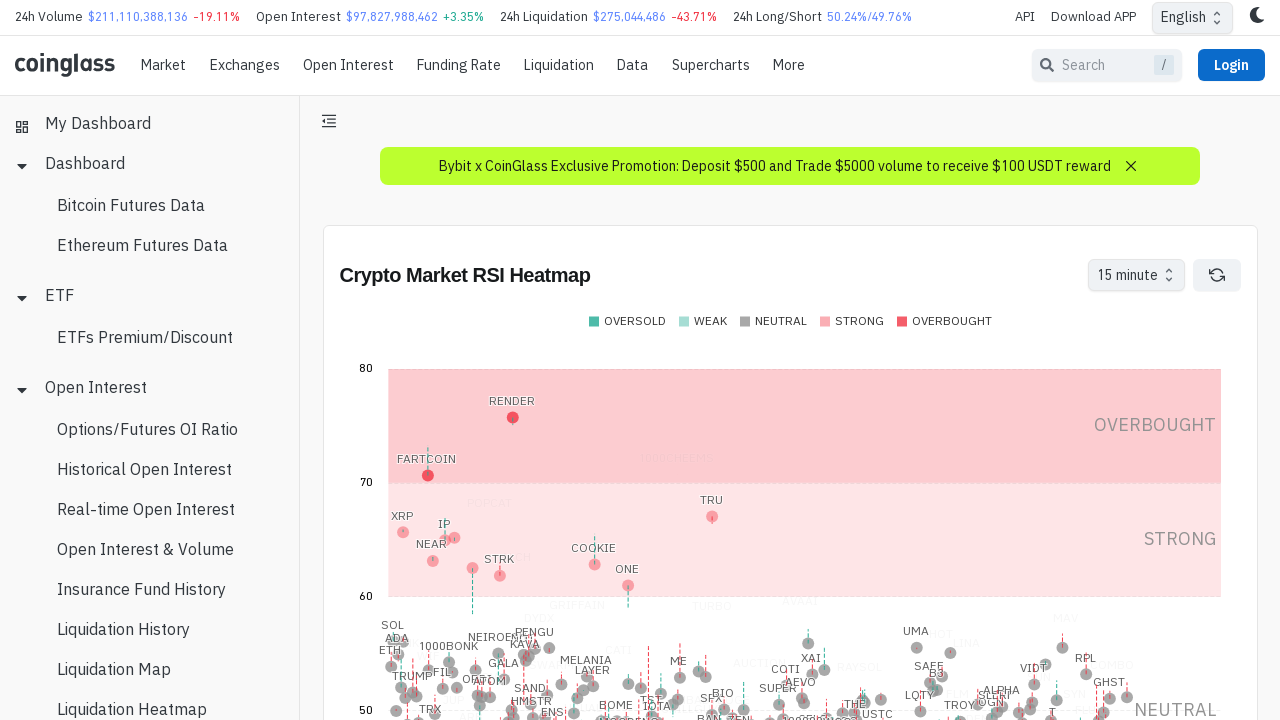 24h Volume $211,110,388,136 -19.11% Open Interest $97,827,988,462 +3.35% 24h Liquidation $275,044,486 -43.71% 24h Long/Short 50.24%/49.76% API Download APP English
coinglass Market Exchanges Open Interest Funding Rate Liquidation Data Supercharts More Search / Login
My Dashboard
Dashboard
Bitcoin Futures Data
Ethereum Futures Data
ETF
ETFs Premium/Discount
Open Interest
Options/Futures OI Ratio
Historical Open Interest
Real-time Open Interest
Open Interest & Volume
Insurance Fund History
Liquidation History
Liquidation Map
Liquidation Heatmap
Bybit x CoinGlass Exclusive Promotion: Deposit $500 and Trade $5000 volume to receive $100 USDT reward
Crypto Market RSI Heatmap 15 minute
OVERSOLD WEAK NEUTRAL STRONG OVERBOUGHT
80
RENDER
OVERBOUGHT
FARTCOIN
70
TRU
XRP
IP
STRONG
NEAR
COOKIE
STRK
ONE
60
SOL
PENGU
UMA
ADA
NEIROETH
KAVA
1000BONK
ETH
XAI
RPL
GALA
MELANIA
ME
SAFE
VIDT
COTI
LAYER
FIL
B3
TRUMP
OP
ATOM
AEVO
GHST
SAND
SUPER
ALPHA
BIO
LQTY
HMSTR
TST
SPX
IOTA
BOME
THE
TROY
TRX
ENS
USTC
T
50
NEUTRAL